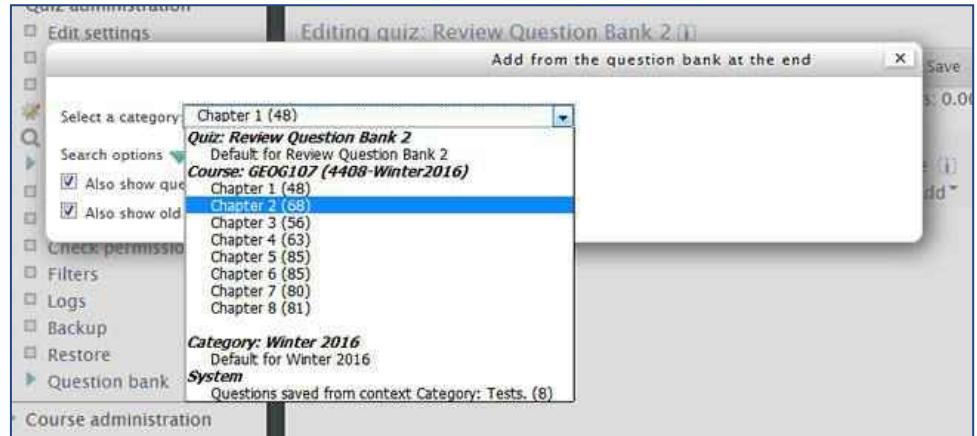 Quiz administration
Edit settings
Editing quiz: Review Question Bank 2
Add from the question bank at the end
x
Save
s: 0.00
Select a category:
Chapter 1 (48)
Quiz: Review Question Bank 2
Default for Review Question Bank 2
Search options
Course: GEOG107 (4408-Winter2016)
Chapter 1 (48)
Also show que
Chapter 2 (68)
dd
Chapter 3 (56)
Also show old
Chapter 4 (63)
Check permissio
Chapter 5 (85)
Filters
Chapter 6 (85)
Chapter 7 (80)
Logs
Chapter 8 (81)
Backup
Category: Winter 2016
Restore
Default for Winter 2016
Question bank
System
Questions saved from context Category: Tests. (8)
Course administration